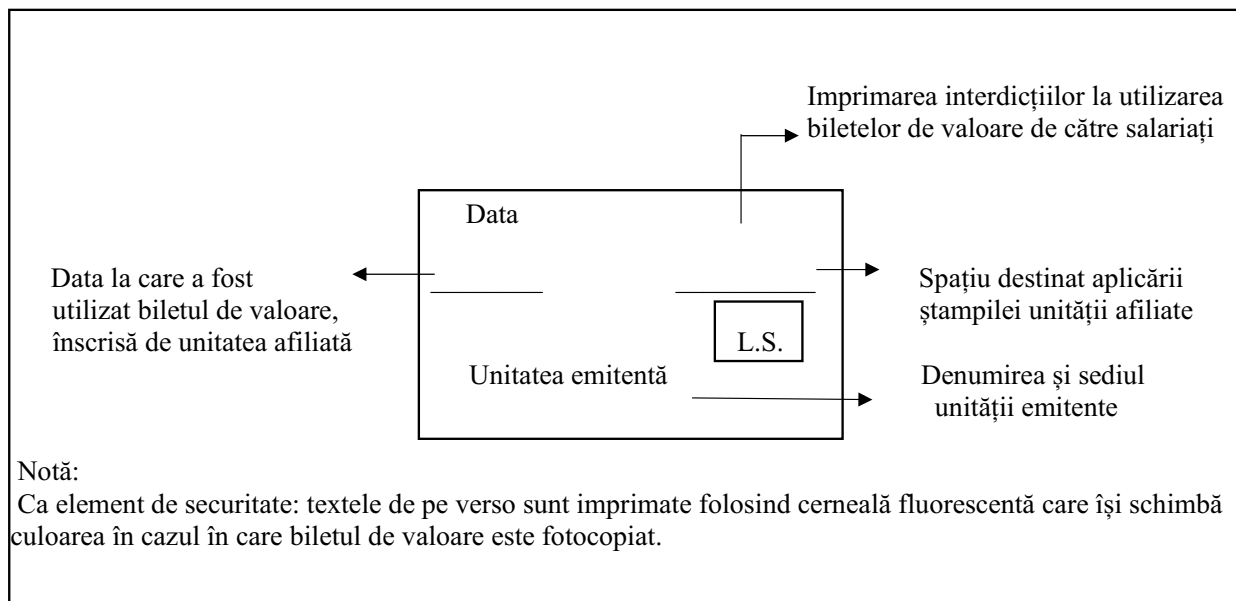 Imprimarea interdicțiilor la utilizarea
biletelor de valoare de către salariați
Data
Data la care a fost
utilizat biletul de valoare,
înscrisă de unitatea afiliată
Spațiu destinat aplicării
ștampilei unității afiliate
L.S.
Unitatea emitentă
Denumirea și sediul
unității emitente
Notă:
Ca element de securitate: textele de pe verso sunt imprimate folosind cerneală fluorescentă care își schimbă
culoarea în cazul în care biletul de valoare este fotocopiat.